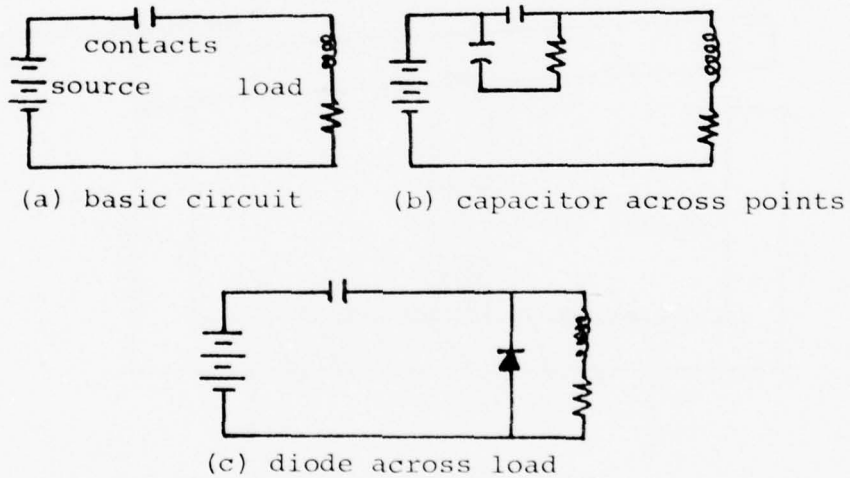 contacts
source
load
(a) basic circuit
(b) capacitor across points
(c) diode across load